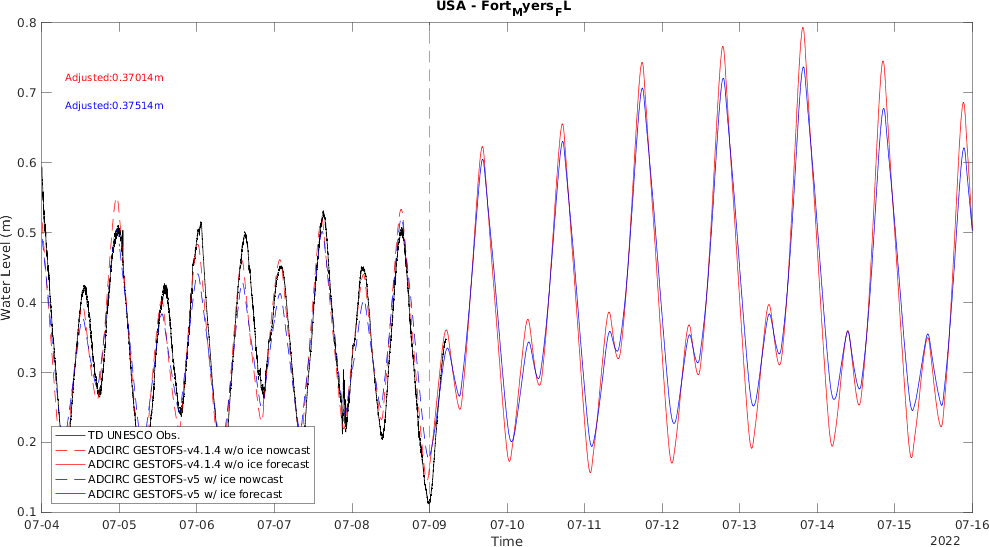 USA - Fort_Myers_FL
Adjusted:0.37014m
Adjusted:0.37514m
Water Level (m)
0.8
0.7
0.6
0.5
0.4
0.3
0.2
0.1
TD UNESCO Obs.
ADCIRC GESTOFS-v4.1.4 w/o ice nowcast
ADCIRC GESTOFS-v4.1.4 w/o ice forecast
ADCIRC GESTOFS-v5 w/ ice nowcast
ADCIRC GESTOFS-v5 w/ ice forecast
07-04 07-05 07-06 07-07 07-08 07-09 07-10 07-11 07-12 07-13 07-14 07-15 07-16
Time
2022